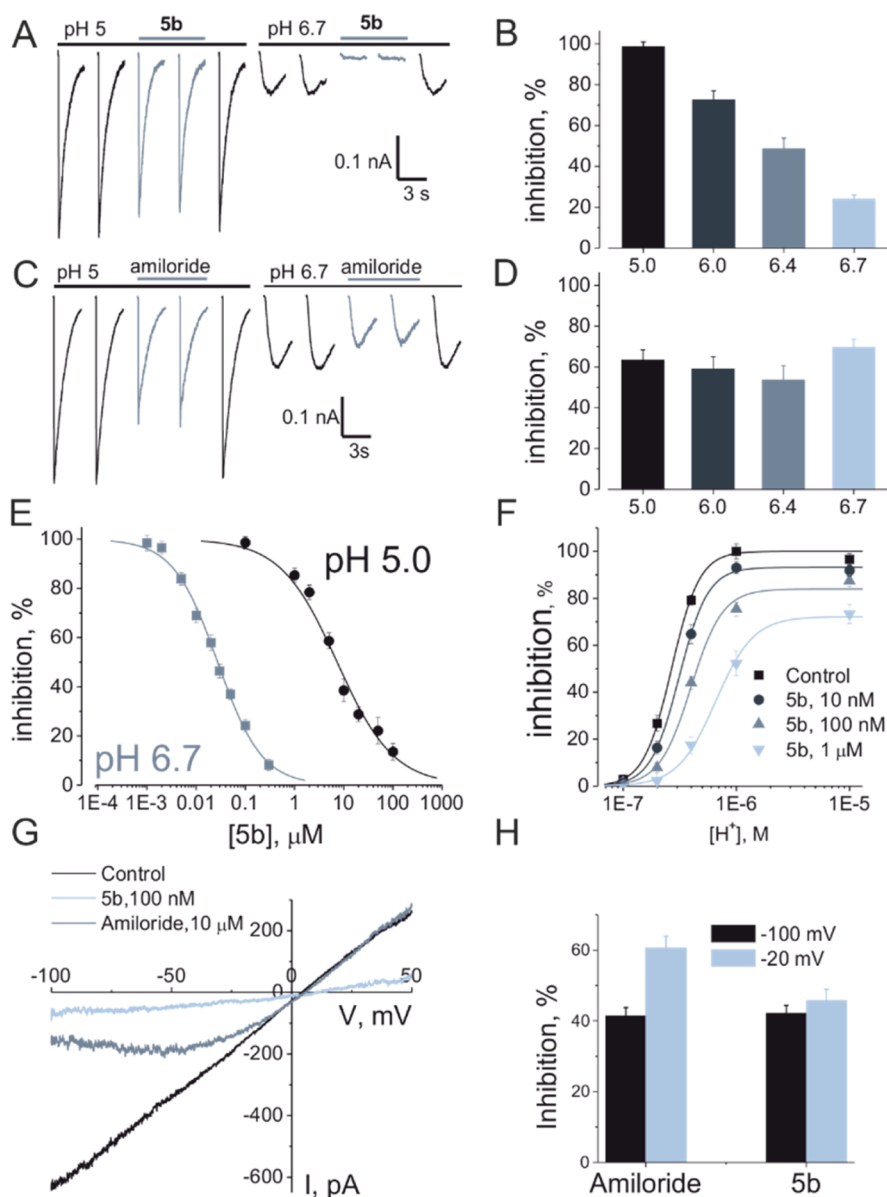 A
pH 5
5b
pH 6.7
5b
0.1 nA
3 s
B
inhibition, %
100
80
60
40
20
0
5.0 6.0 6.4 6.7
C
pH 5
amiloride
pH 6.7
amiloride
0.1 nA
3s
D
inhibition, %
100
80
60
40
20
0
5.0 6.0 6.4 6.7
E
inhibition, %
100
80
60
40
20
0
pH 5.0
pH 6.7
1E-4 1E-3 0.01 0.1 1 10 100 1000
[5b], μM
F
inhibition, %
100
80
60
40
20
0
Control
5b, 10 nM
5b, 100 nM
5b, 1 μM
1E-7 1E-6 1E-5
[H+], M
G
Control
5b,100 nM
Amiloride,10 μM
200
-100 -50 0 50
V, mV
-200
-400
-600
I, pA
H
Inhibition, %
60
40
20
0
-100 mV
-20 mV
Amiloride 5b